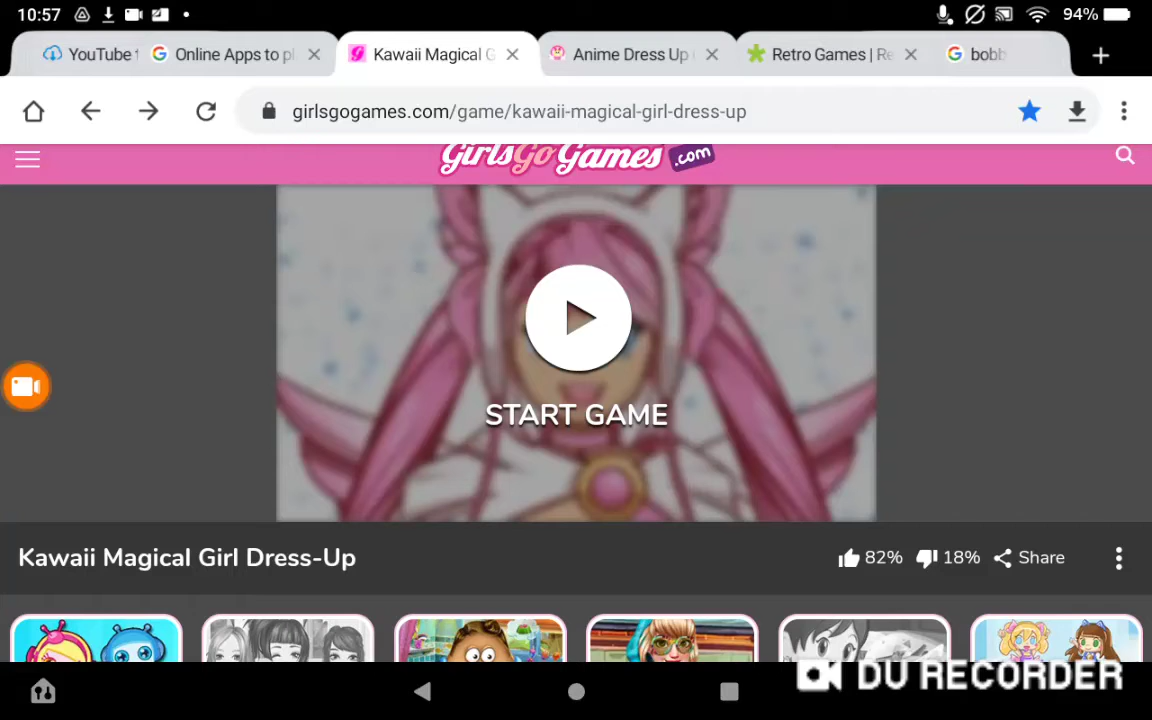 10:57 94%
YouTube Online Apps to pl Kawaii Magical G Anime Dress Up Retro Games | Re bobb
girlsgogames.com/game/kawaii-magical-girl-dress-up
GirlsGoGames.com
START GAME
Kawaii Magical Girl Dress-Up 82% 18% Share
DU RECORDER